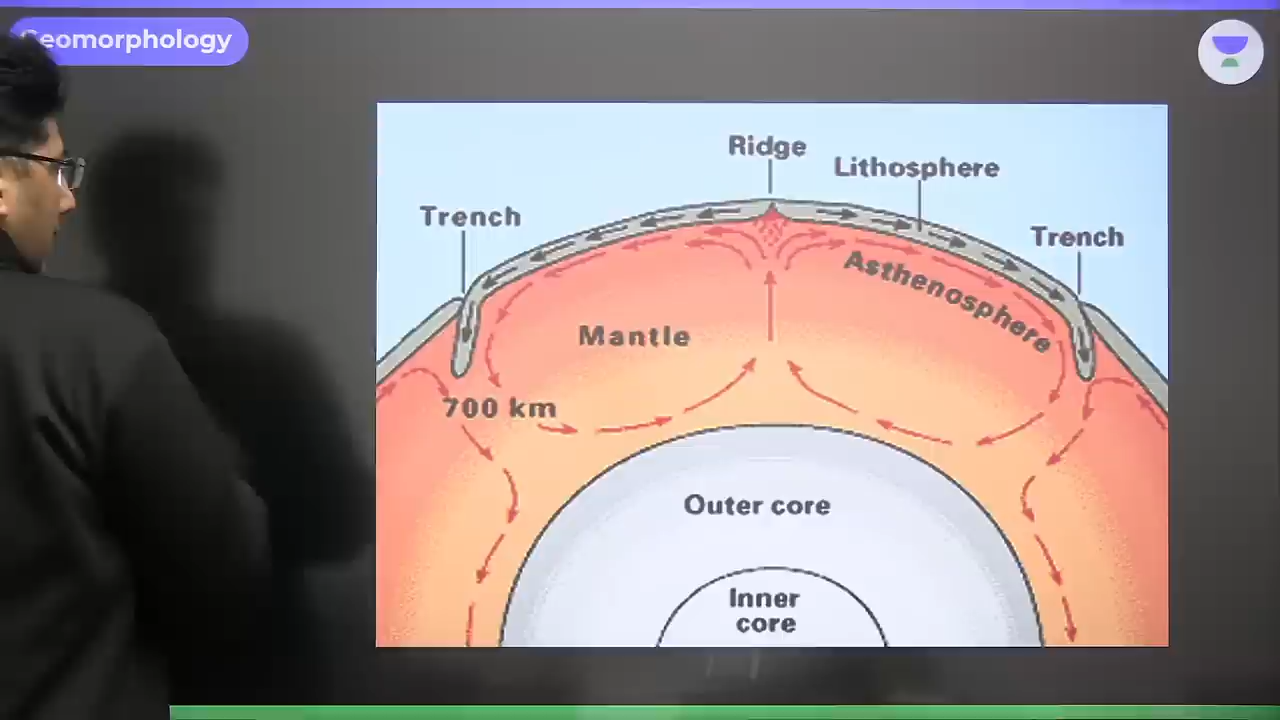 Geomorphology
Ridge
Lithosphere
Trench
Trench
Asthenosphere
Mantle
700 km
Outer core
Inner
core